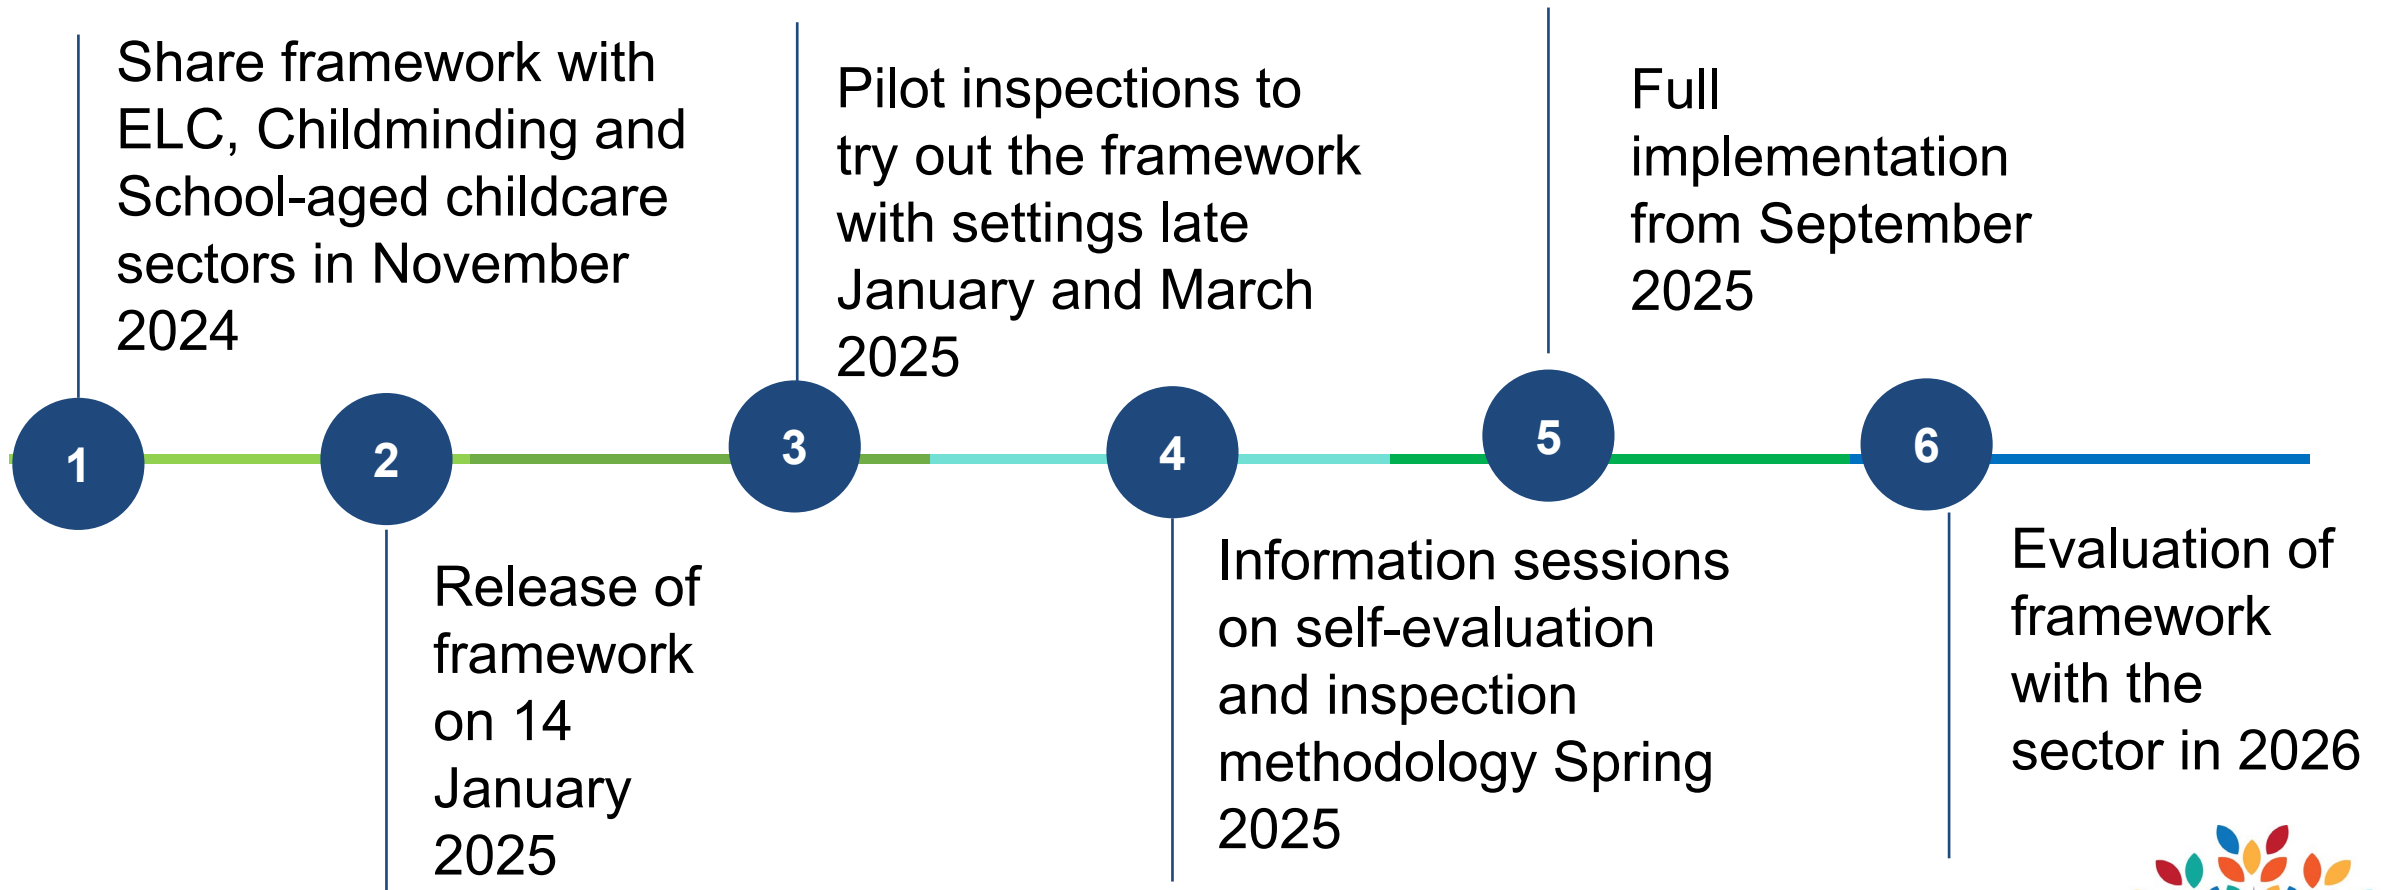 Share framework with
ELC, Childminding and
School-aged childcare
sectors in November
2024
Pilot inspections to
try out the framework
with settings late
January and March
2025
Full
implementation
from September
2025
1
2
3
4
5
6
Release of
framework
on 14
January
2025
Information sessions
on self-evaluation
and inspection
methodology Spring
2025
Evaluation of
framework
with the
sector in 2026